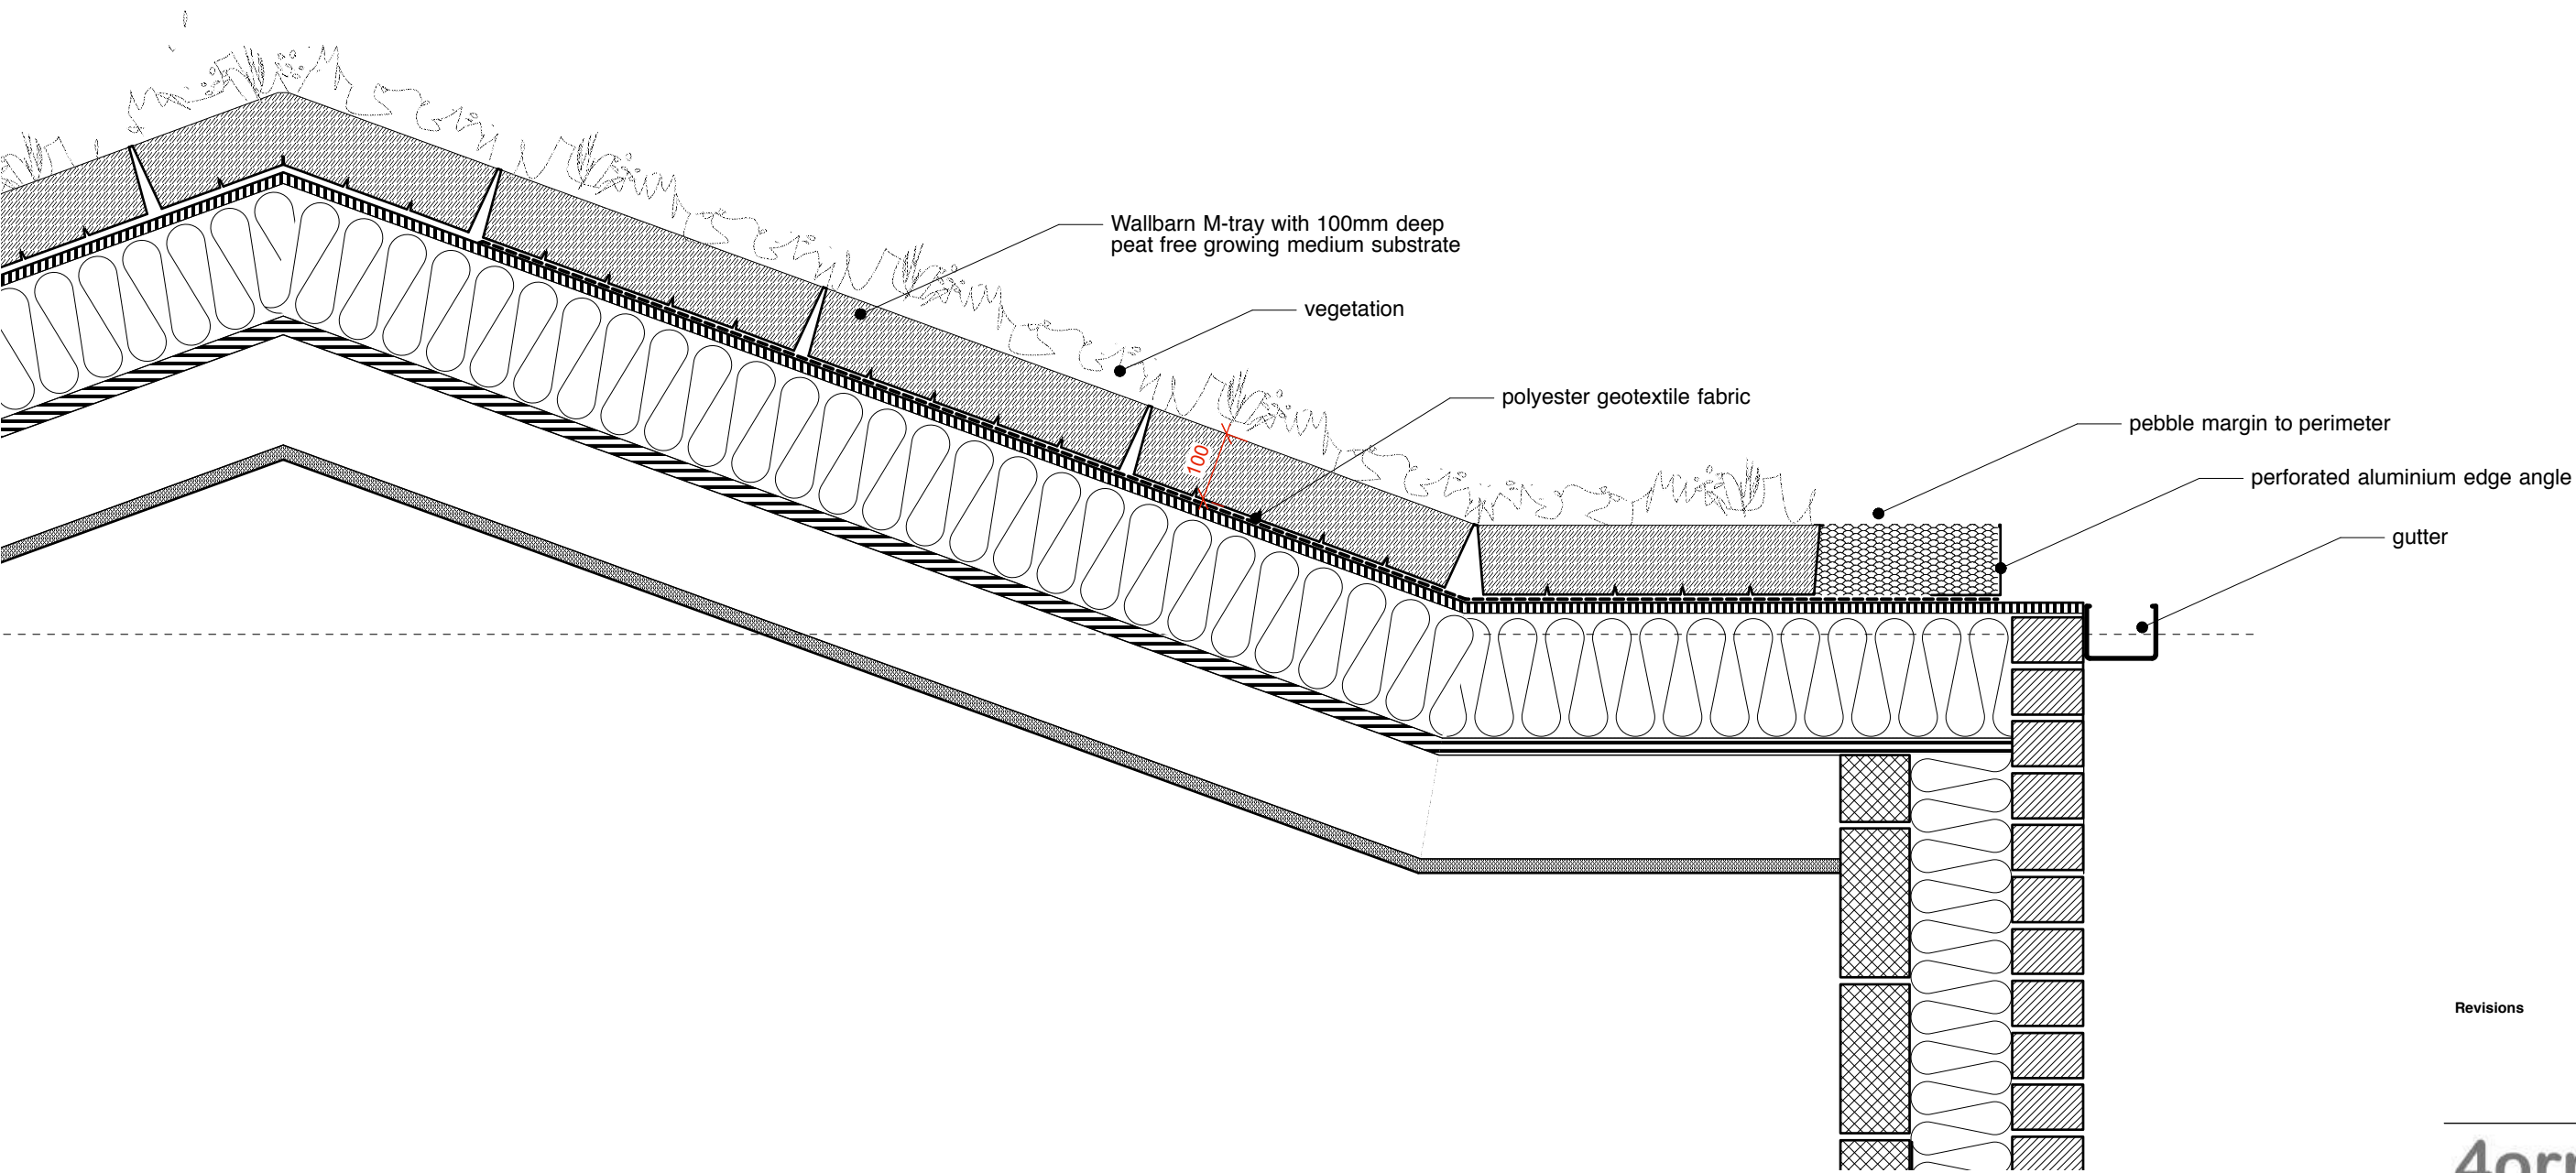 Wallbarn M-tray with 100mm deep
peat free growing medium substrate
vegetation
polyester geotextile fabric
pebble margin to perimeter
perforated aluminium edge angle
gutter
100
Revisions